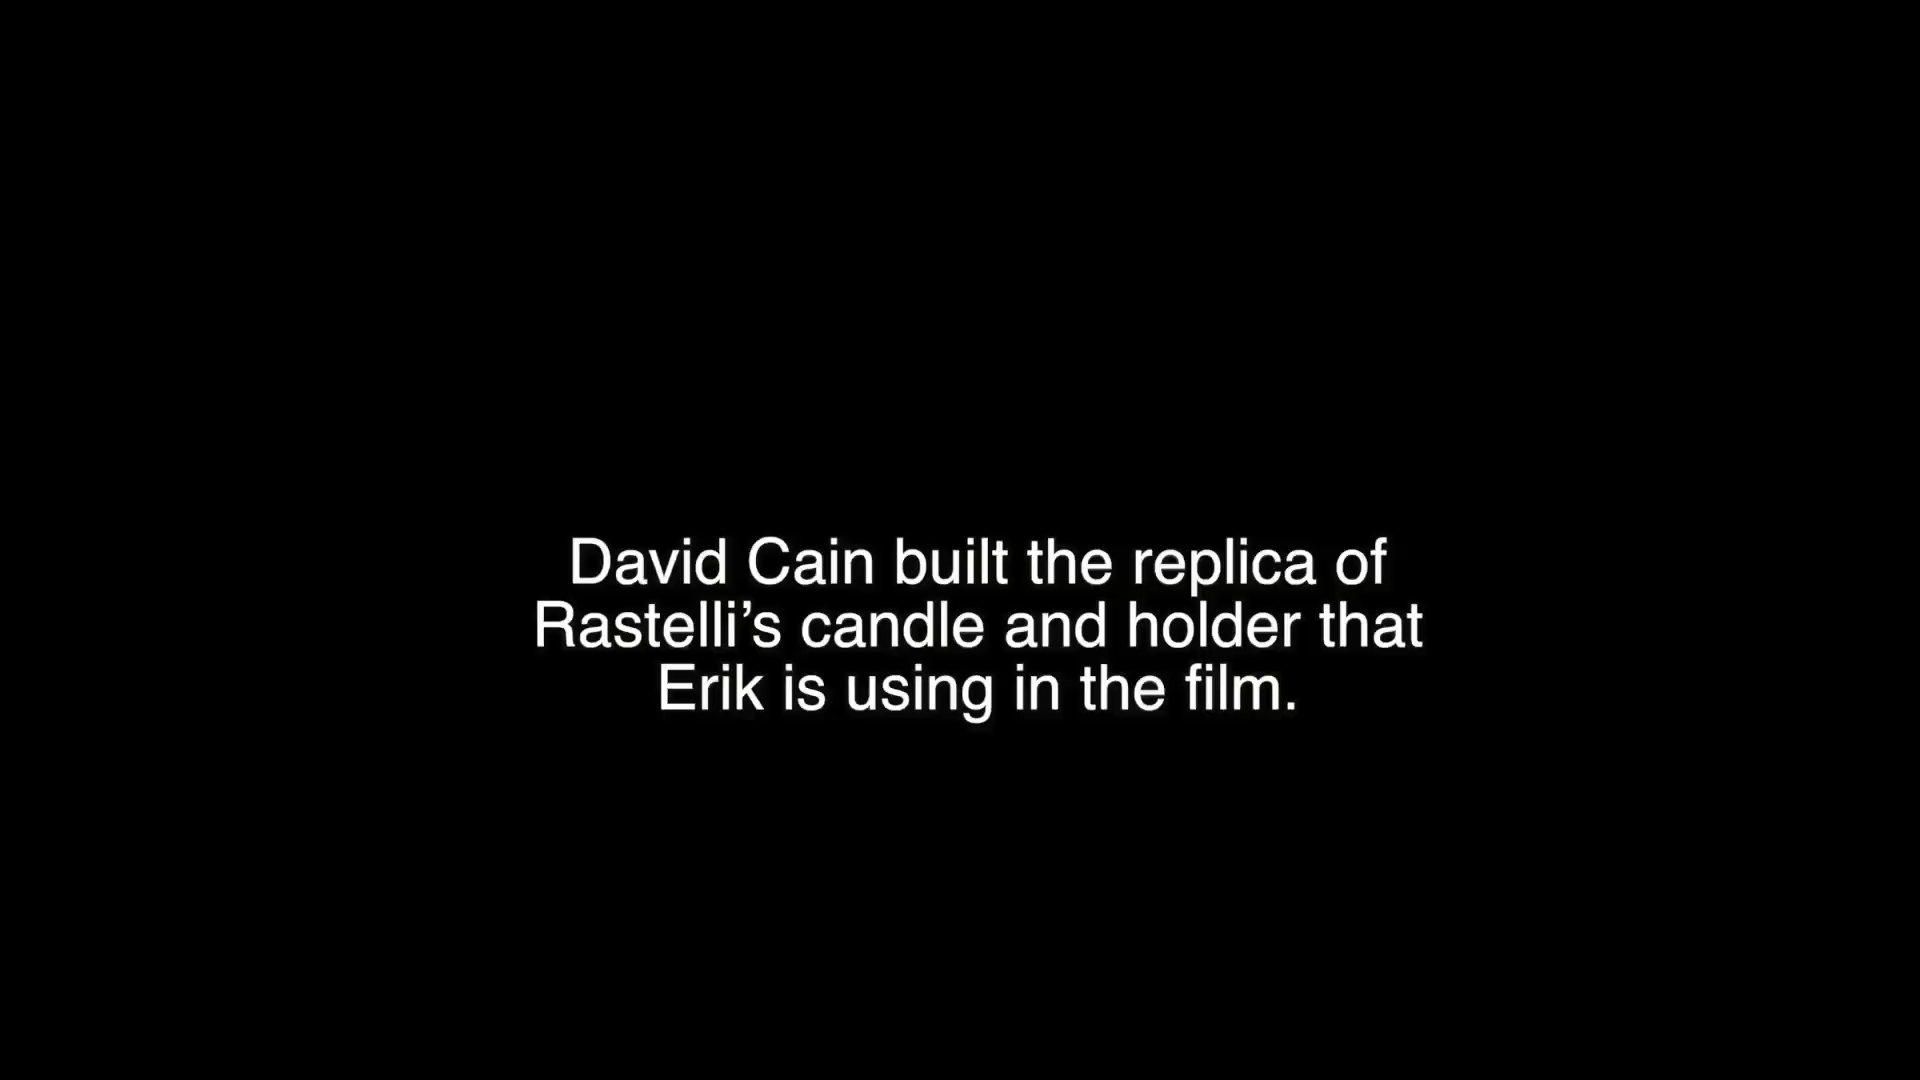 David Cain built the replica of
Rastelli’s candle and holder that
Erik is using in the film.